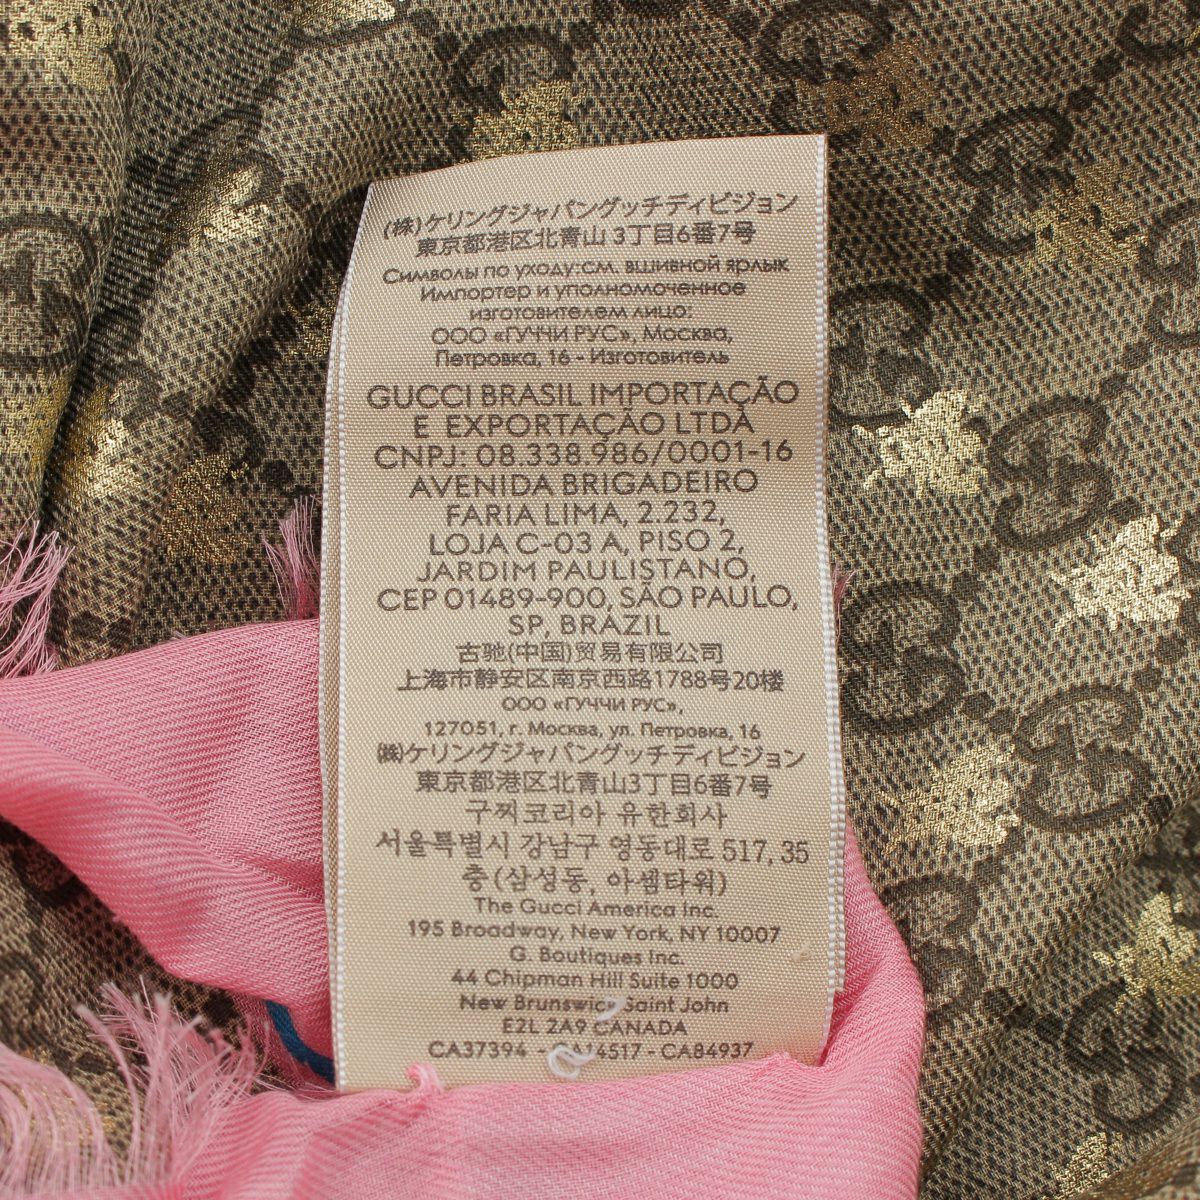 (株)ケリングジャパングッチディビジョン
東京都港区北青山 3丁目6番7号
Символы по уходу:см. вшивной ярлык
Импортер и уполномоченное
изготовителем лицо:
ООО «ГУЧЧИ РУС», Москва,
Петровка, 16 - Изготовитель
GUCCI BRASIL IMPORTAÇÃO
E EXPORTAÇÃO LTDA
CNPJ: 08.338 986/0001-16
AVENIDA BRIGADEIRO
FARIA LIMA, 2.232,
LOJA C-03 A, PISO 2,
JARDIM PAULISTANO,
CEP 01489-900, SÃO PAULO,
SP, BRAZIL
古驰(中国)贸易有限公司
上海市静安区南京西路1788号20楼
ООО «ГУЧЧИ РУС»,
127051, г. Москва, ул. Петровка, 16
(株)ケリングジャパングッチディビジョン
東京都港区北青山3丁目6番7号
구찌코리아 유한회사
서울특별시 강남구 영동대로 517, 35
층 (삼성동, 아셈타워)
The Gucci America Inc.
195 Broadway, New York, NY 10007
G. Boutiques Inc.
44 Chipman Hill Suite 1000
New Brunswick Saint John
E2L 2A9 CANADA
CA37394 - CA14517 - CA84937